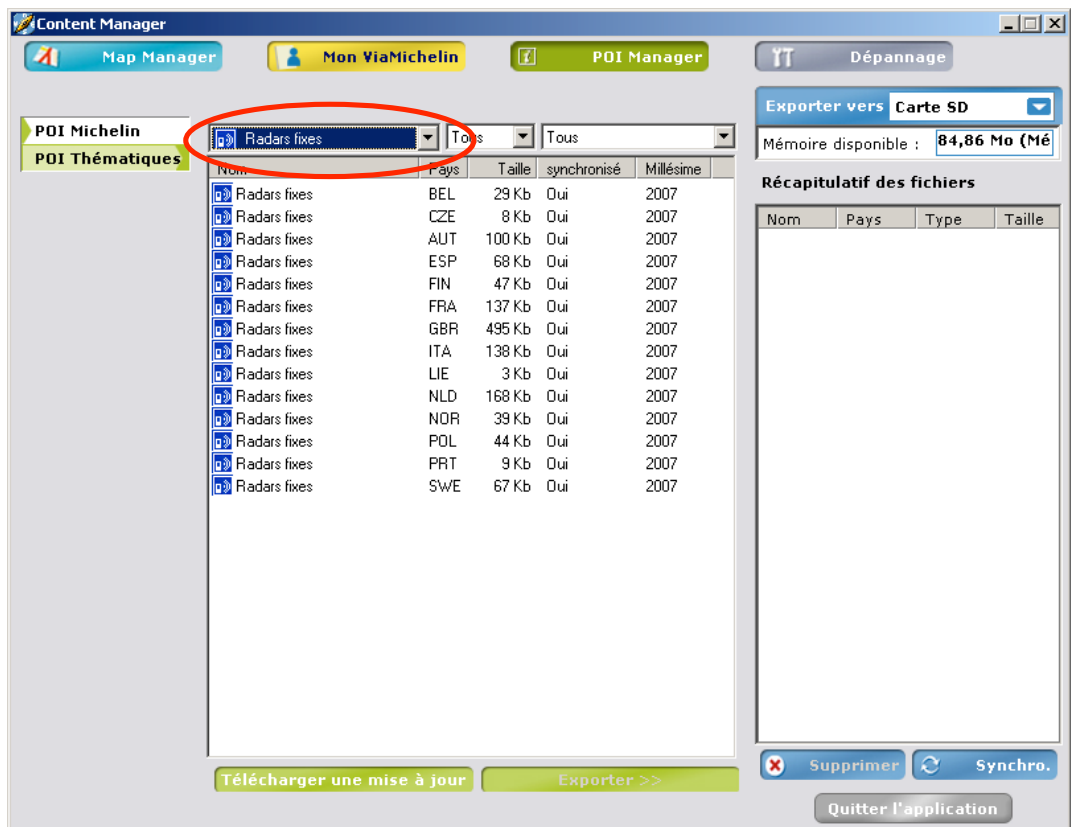 Content Manager
Map Manager
Mon ViaMichelin
POI Manager
Dépannage
Exporter vers Carte SD
Mémoire disponible : 84,86 Mo (Mé
Récapitulatif des fichiers
Nom Pays Type Taille
POI Michelin
POI Thématiques
Radars fixes Tous Tous
Nom Pays Taille synchronisé Millésime
Radars fixes BEL 29 Kb Oui 2007
Radars fixes CZE 8 Kb Oui 2007
Radars fixes AUT 100 Kb Oui 2007
Radars fixes ESP 68 Kb Oui 2007
Radars fixes FIN 47 Kb Oui 2007
Radars fixes FRA 137 Kb Oui 2007
Radars fixes GBR 495 Kb Oui 2007
Radars fixes ITA 138 Kb Oui 2007
Radars fixes LIE 3 Kb Oui 2007
Radars fixes NLD 168 Kb Oui 2007
Radars fixes NOR 39 Kb Oui 2007
Radars fixes POL 44 Kb Oui 2007
Radars fixes PRT 9 Kb Oui 2007
Radars fixes SWE 67 Kb Oui 2007
Télécharger une mise à jour
Exporter >>
Supprimer
Synchro.
Quitter l'application